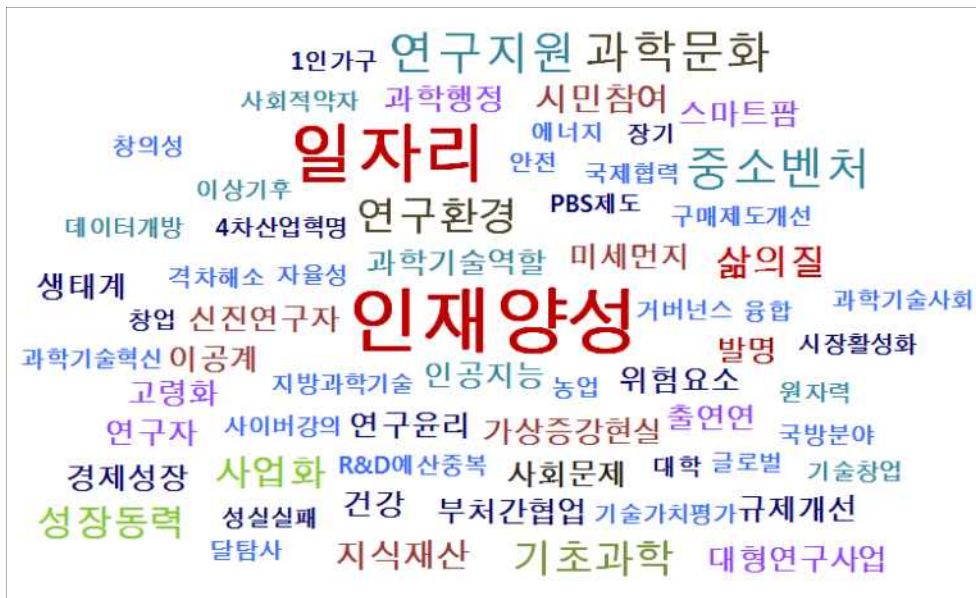 1인가구 연구지원 과학문화
사회적약자 과학행정 시민참여 스마트팜
창의성 일자리 에너지 장기
안전 국제협력 중소벤처
이상기후
데이터개방 4차산업혁명 연구환경 PBS제도 구매제도개선
생태계 격차해소 자율성 과학기술역할 미세먼지 삶의질
창업 신진연구자 인재양성 거버넌스 융합 과학기술사회
과학기술혁신 이공계 발명 시장활성화
고령화 지방과학기술 인공지능 농업 위험요소 원자력
연구자 사이버강의 연구윤리 가상증강현실 출연연 국방분야
경제성장 사업화 R&D예산중복 사회문제 대학 글로벌 기술창업
성장동력 성실실패 건강 부처간협업 기술가치평가 규제개선
달탐사 지식재산 기초과학 대형연구사업